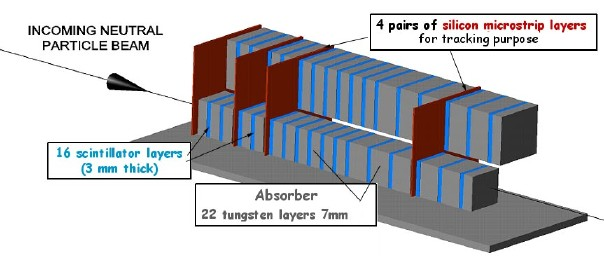 INCOMING NEUTRAL
PARTICLE BEAM
4 pairs of silicon microstrip layers
for tracking purpose
16 scintillator layers
(3 mm thick)
Absorber
22 tungsten layers 7mm